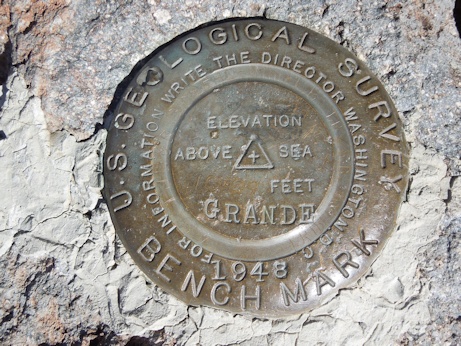 U.S. GEOLOGICAL SURVEY
FOR INFORMATION WRITE THE DIRECTOR WASHINGTON D.C.
ELEVATION
ABOVE SEA
FEET
GRANDE
1948
BENCH MARK